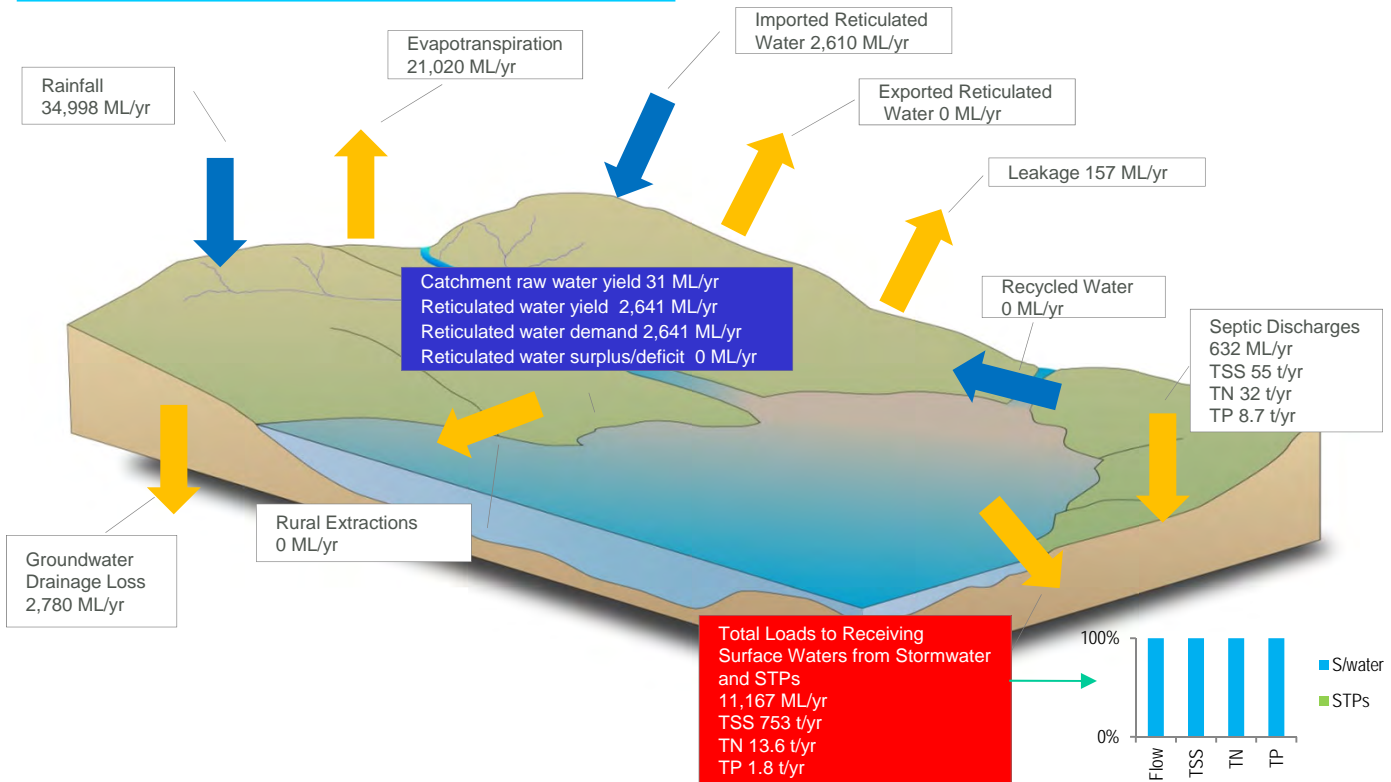 Imported Reticulated
Water 2,610 ML/yr
Evapotranspiration
21,020 ML/yr
Rainfall
34,998 ML/yr
Exported Reticulated
Water 0 ML/yr
Leakage 157 ML/yr
Catchment raw water yield 31 ML/yr
Reticulated water yield 2,641 ML/yr
Reticulated water demand 2,641 ML/yr
Reticulated water surplus/deficit 0 ML/yr
Recycled Water
0 ML/yr
Septic Discharges
632 ML/yr
TSS 55 t/yr
TN 32 t/yr
TP 8.7 t/yr
Rural Extractions
0 ML/yr
Groundwater
Drainage Loss
2,780 ML/yr
Total Loads to Receiving
Surface Waters from Stormwater
and STPs
11,167 ML/yr
TSS 753 t/yr
TN 13.6 t/yr
TP 1.8 t/yr
100%
0%
Flow
TSS
TN
TP
S/water
STPs